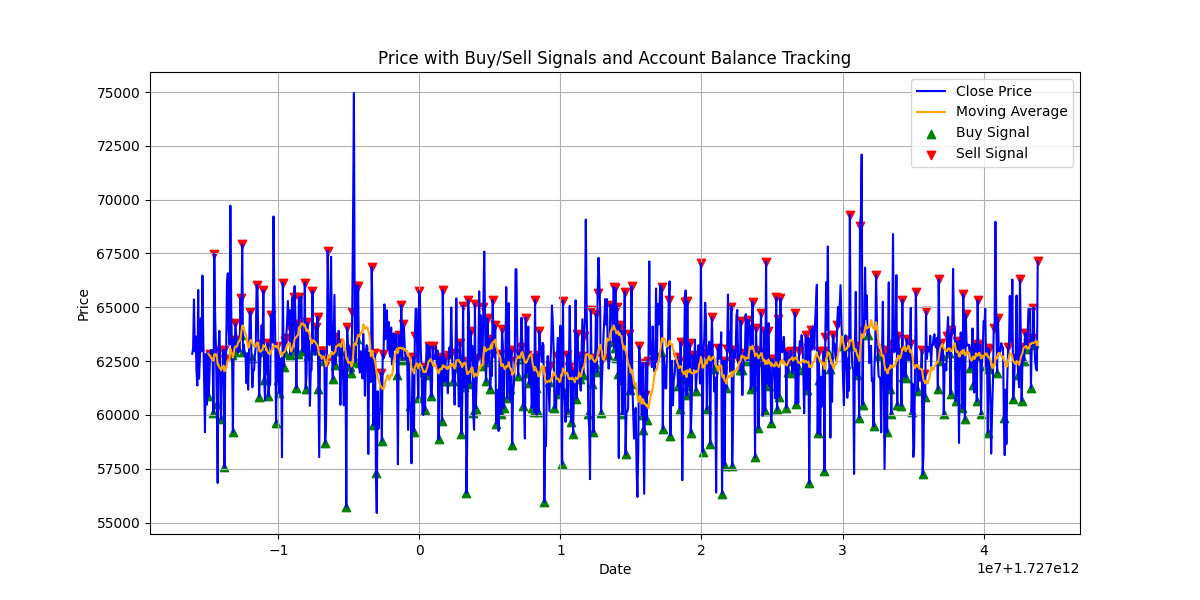 Price with Buy/Sell Signals and Account Balance Tracking
Close Price
Moving Average
Buy Signal
Sell Signal
75000
72500
70000
67500
65000
62500
60000
57500
55000
Price
−1
0
1
2
3
4
1e7+1.727e12
Date